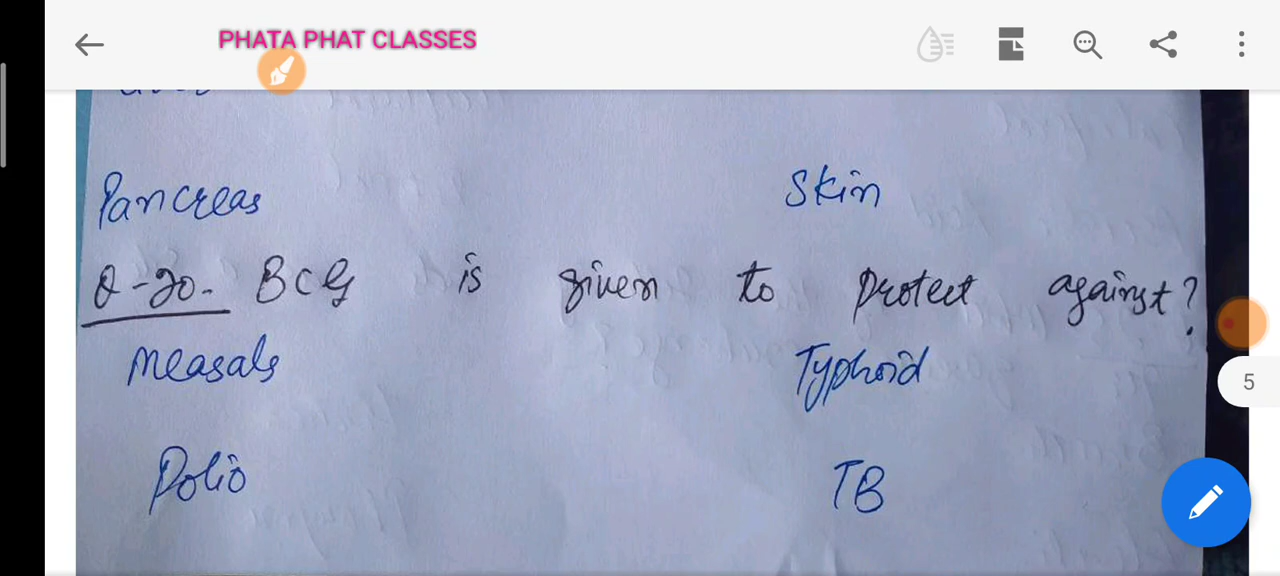 PHATA PHAT CLASSES
Pancreas Skin
Q-20. BCG is given to Protect against?
Measals Typhoid
5
Polio TB